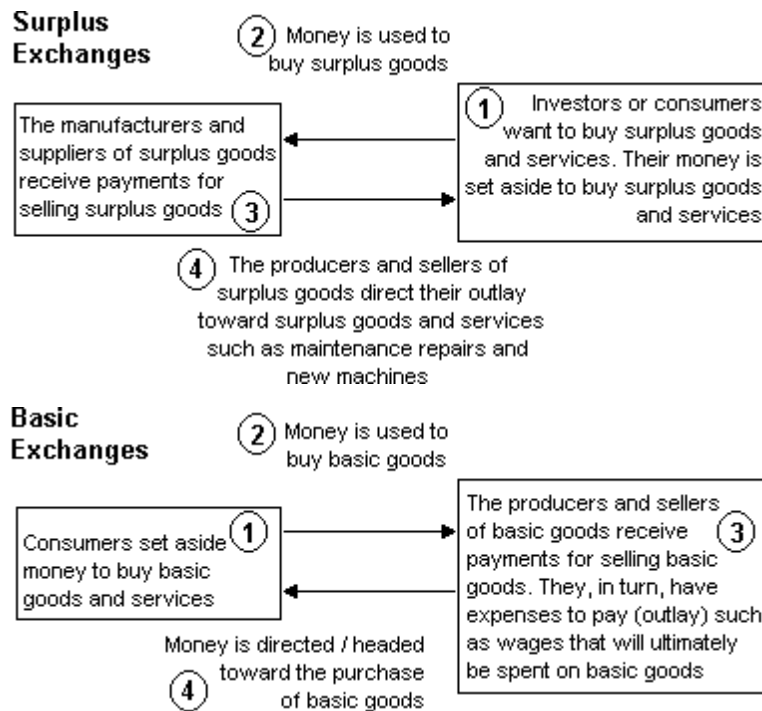 Surplus
Exchanges
2 Money is used to
buy surplus goods
The manufacturers and
suppliers of surplus goods
receive payments for
selling surplus goods 3
1 Investors or consumers
want to buy surplus goods
and services. Their money is
set aside to buy surplus goods
and services
4 The producers and sellers of
surplus goods direct their outlay
toward surplus goods and services
such as maintenance repairs and
new machines
Basic
Exchanges
2 Money is used to
buy basic goods
1
Consumers set aside
money to buy basic
goods and services
The producers and sellers
of basic goods receive 3
payments for selling basic
goods. They, in turn, have
expenses to pay (outlay) such
as wages that will ultimately
be spent on basic goods
Money is directed / headed
toward the purchase
4 of basic goods